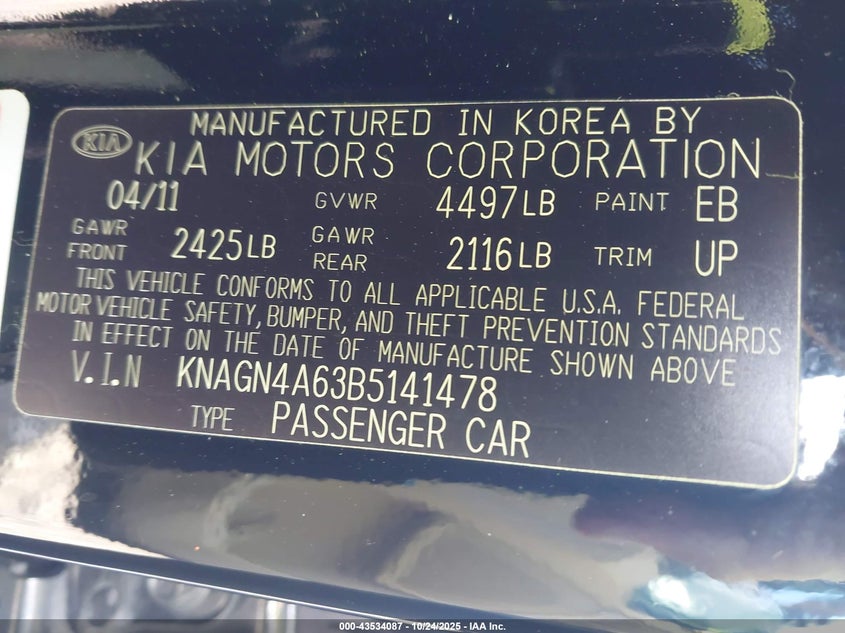 MANUFACTURED IN KOREA BY
KIA KIA MOTORS CORPORATION
04/11 GVWR 4497LB PAINT EB
GAWR FRONT 2425LB GAWR REAR 2116LB TRIM UP
THIS VEHICLE CONFORMS TO ALL APPLICABLE U.S.A. FEDERAL
MOTOR VEHICLE SAFETY, BUMPER, AND THEFT PREVENTION STANDARDS
IN EFFECT ON THE DATE OF MANUFACTURE SHOWN ABOVE
V.I.N KNAGN4A63B5141478
TYPE PASSENGER CAR
000-43534087 - 10/24/2025 - IAA Inc.